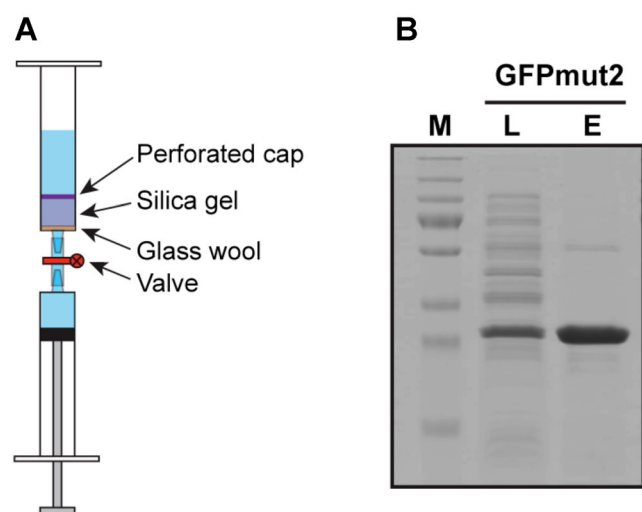 A
Perforated cap
Silica gel
Glass wool
Valve
B
GFPmut2
M L E